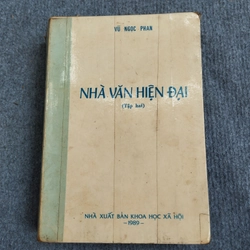 VŨ NGỌC PHAN
NHÀ VĂN HIỆN ĐẠI
(Tập hai)
NHÀ XUẤT BẢN KHOA HỌC XÃ HỘI
-1989-